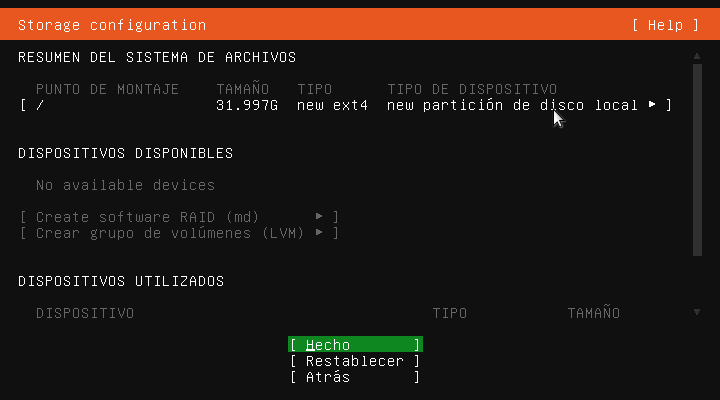 Storage configuration [ Help ]
RESUMEN DEL SISTEMA DE ARCHIVOS
PUNTO DE MONTAJE TAMAÑO TIPO TIPO DE DISPOSITIVO
[ / 31.997G new ext4 new partición de disco local ▸ ]
DISPOSITIVOS DISPONIBLES
No available devices
[ Create software RAID (md) ▸ ]
[ Crear grupo de volúmenes (LVM) ▸ ]
DISPOSITIVOS UTILIZADOS
DISPOSITIVO TIPO TAMAÑO
[ Hecho ]
[ Restablecer ]
[ Atrás ]